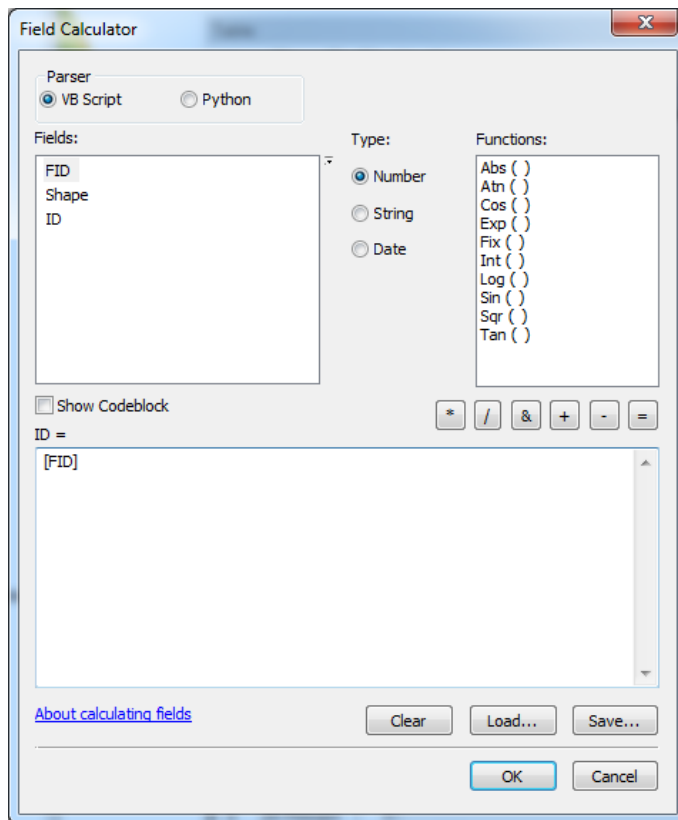 Field Calculator
Parser
VB Script Python
Fields: Type: Functions:
FID
Shape
ID
Number
String
Date
Abs ( )
Atn ( )
Cos ( )
Exp ( )
Fix ( )
Int ( )
Log ( )
Sin ( )
Sqr ( )
Tan ( )
Show Codeblock
* / & + - =
ID =
[FID]
About calculating fields Clear Load... Save...
OK Cancel